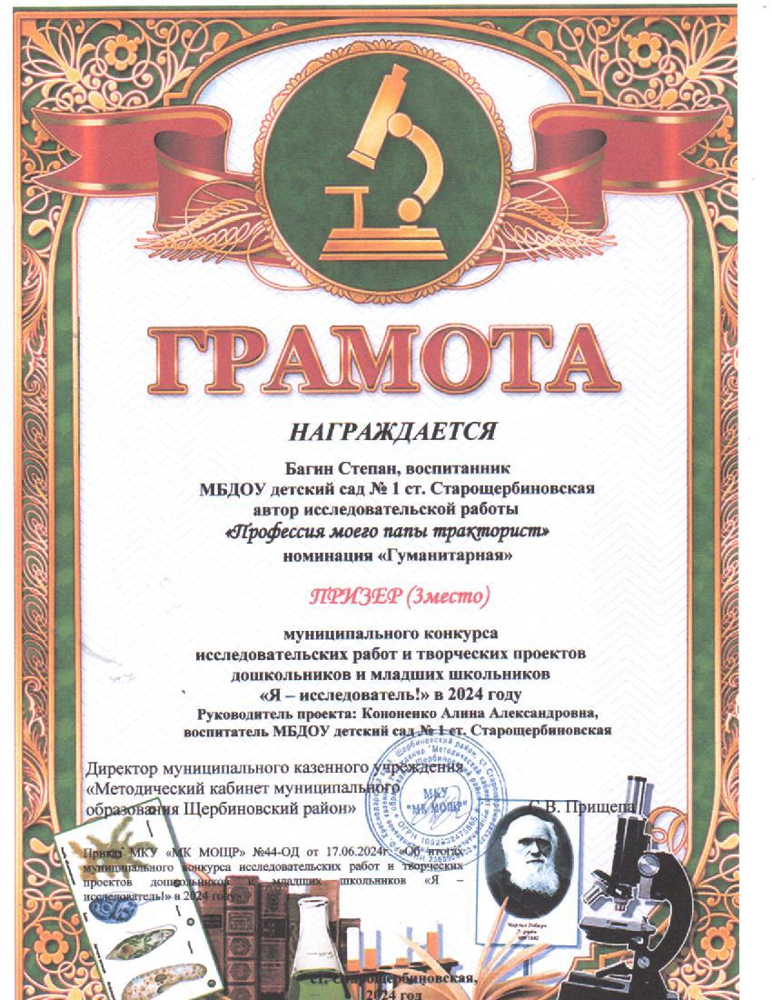 ГРАМОТА
НАГРАЖДАЕТСЯ
Багин Степан, воспитанник
МБДОУ детский сад № 1 ст. Старощербиновская
автор исследовательской работы
«Профессия моего папы тракторист»
номинация «Гуманитарная»
ПРИЗЕР (3место)
муниципального конкурса
исследовательских работ и творческих проектов
дошкольников и младших школьников
«Я – исследователь!» в 2024 году
Руководитель проекта: Кононенко Алина Александровна,
воспитатель МБДОУ детский сад № 1 ст. Старощербиновская
Директор муниципального казенного учреждения
«Методический кабинет муниципального
образования Щербиновский район»
С.В. Прищепа
МКУ
"МК МОЩР"
Приказ МКУ «МК МОЩР» №44-ОД от 17.06.2024г. «Об итогах
муниципального конкурса исследовательских работ и творческих
проектов дошкольников и младших школьников «Я –
исследователь!» в 2024 году»
ст. Старощербиновская,
2024 год